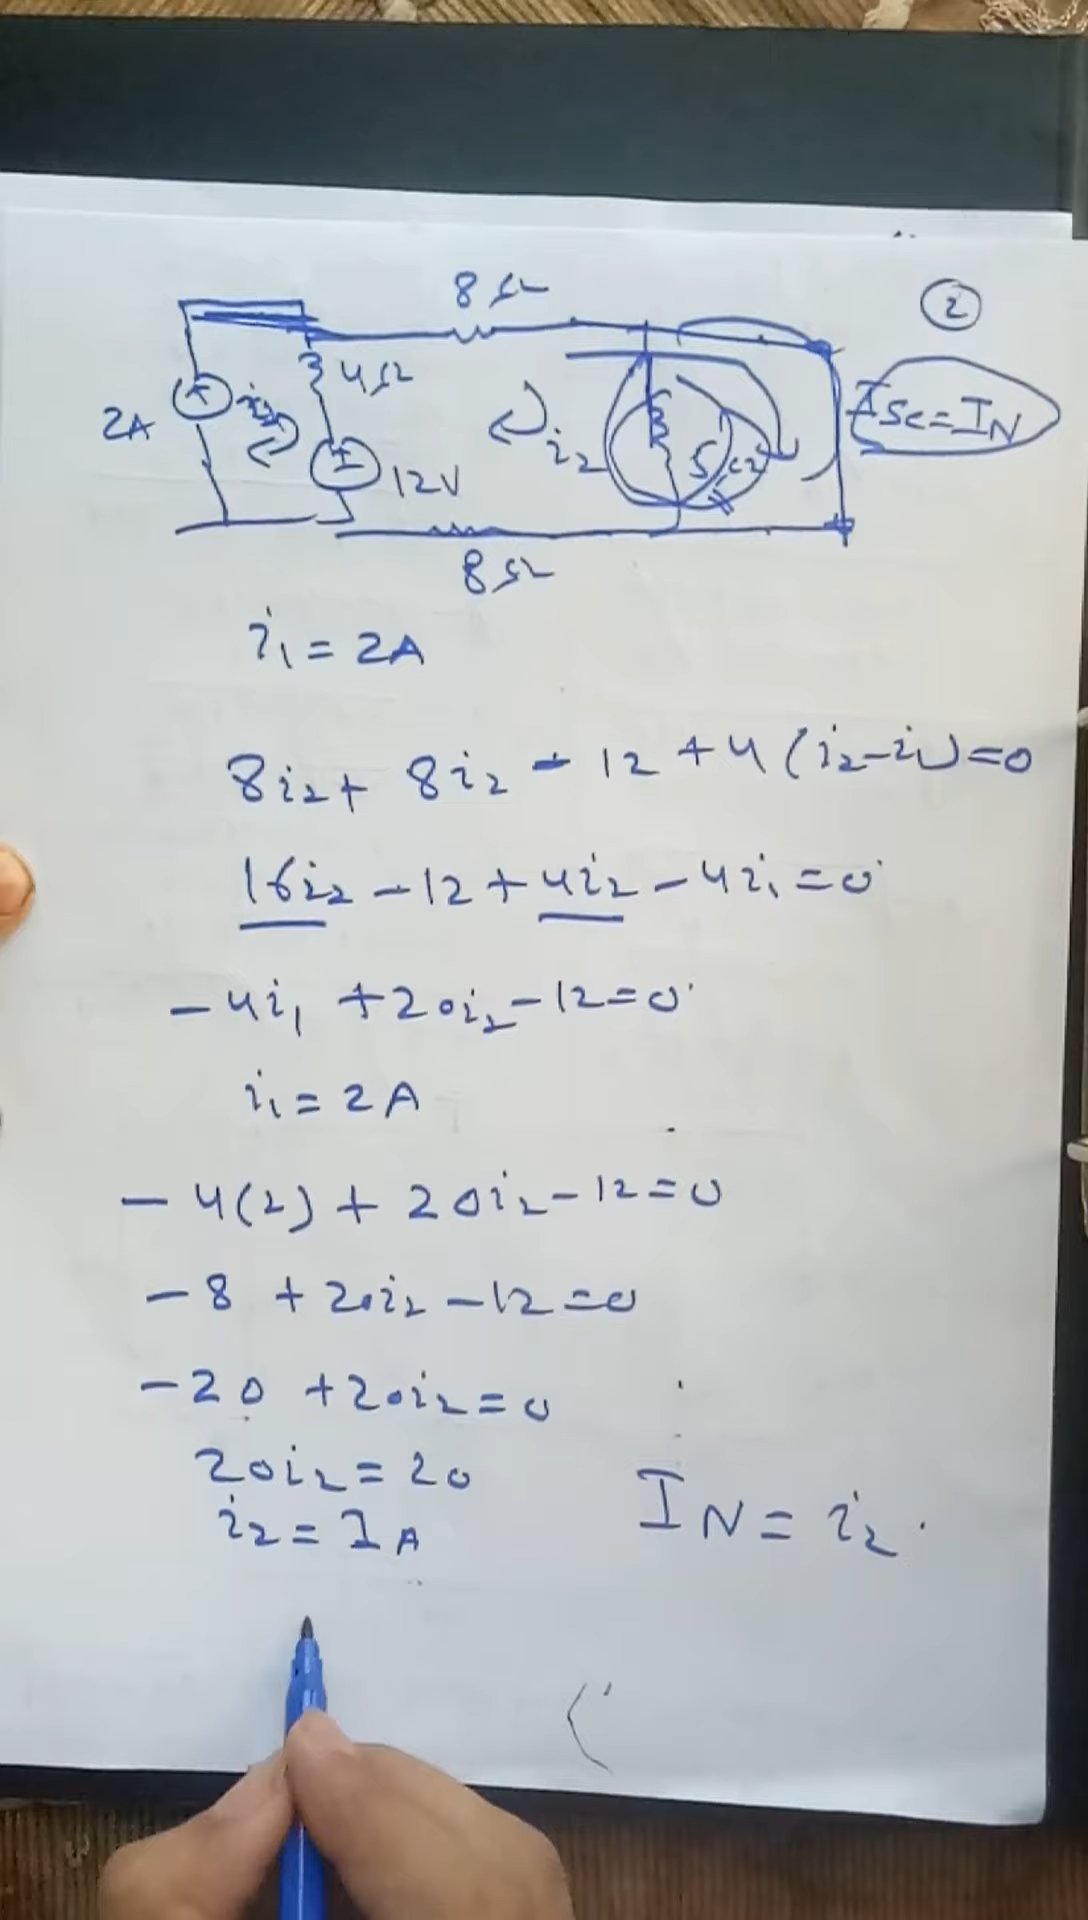 8Ω
2
2A
i₁
4Ω
12V
i₂
5Ω
Isc=IN
8Ω
i₁ = 2A
8i₂ + 8i₂ - 12 + 4(i₂-i₁)=0
16i₂ - 12 + 4i₂ - 4i₁ = 0
- 4i₁ + 20i₂ - 12 = 0
i₁ = 2A
- 4(2) + 20i₂ - 12 = 0
- 8 + 20i₂ - 12 = 0
- 20 + 20i₂ = 0
20i₂ = 20
i₂ = 1A
IN = i₂